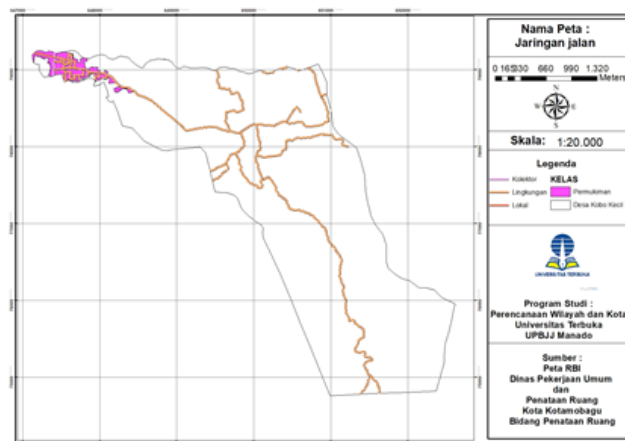 Nama Peta :
Jaringan jalan
0 165330 660 990 1.320
Meters
N
W E
S
Skala: 1:20.000
Legenda
Kolektor KELAS
Lingkungan Permukiman
Lokal Desa Kobo Kecil
UNIVERSITAS TERBUKA
Program Studi :
Perencanaan Wilayah dan Kota
Universitas Terbuka
UPBJJ Manado
Sumber :
Peta RBI
Dinas Pekerjaan Umum
dan
Penataan Ruang
Kota Kotamobagu
Bidang Penataan Ruang